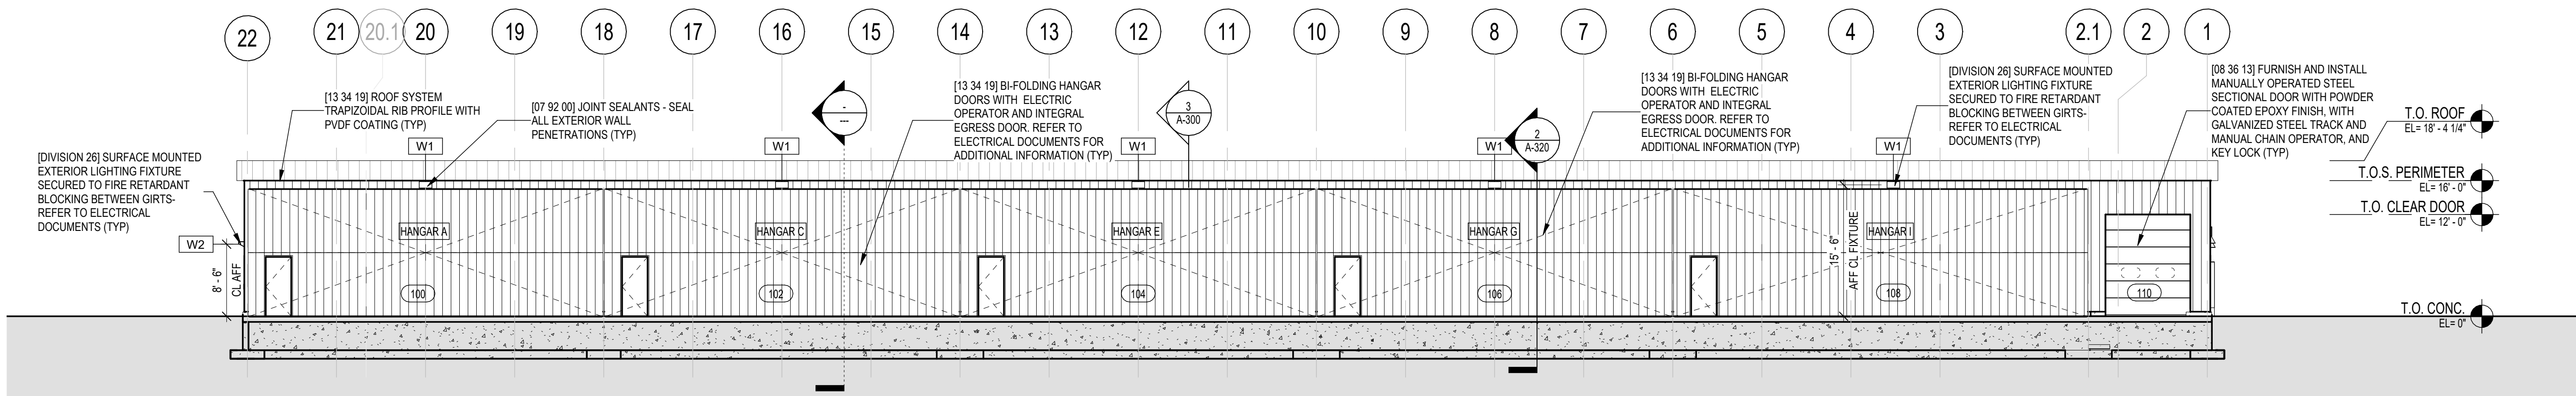 22
21
20.1
20
19
18
17
16
15
14
13
12
11
10
9
8
7
6
5
4
3
2.1
2
1
[13 34 19] ROOF SYSTEM
TRAPIZOIDAL RIB PROFILE WITH
PVDF COATING (TYP)
[07 92 00] JOINT SEALANTS - SEAL
ALL EXTERIOR WALL
PENETRATIONS (TYP)
-
---
[13 34 19] BI-FOLDING HANGAR
DOORS WITH ELECTRIC
OPERATOR AND INTEGRAL
EGRESS DOOR. REFER TO
ELECTRICAL DOCUMENTS FOR
ADDITIONAL INFORMATION (TYP)
3
A-300
2
A-320
[13 34 19] BI-FOLDING HANGAR
DOORS WITH ELECTRIC
OPERATOR AND INTEGRAL
EGRESS DOOR. REFER TO
ELECTRICAL DOCUMENTS FOR
ADDITIONAL INFORMATION (TYP)
[DIVISION 26] SURFACE MOUNTED
EXTERIOR LIGHTING FIXTURE
SECURED TO FIRE RETARDANT
BLOCKING BETWEEN GIRTS-
REFER TO ELECTRICAL
DOCUMENTS (TYP)
[08 36 13] FURNISH AND INSTALL
MANUALLY OPERATED STEEL
SECTIONAL DOOR WITH POWDER
COATED EPOXY FINISH, WITH
GALVANIZED STEEL TRACK AND
MANUAL CHAIN OPERATOR, AND
KEY LOCK (TYP)
T.O. ROOF
EL= 18' - 4 1/4"
T.O.S. PERIMETER
EL= 16' - 0"
T.O. CLEAR DOOR
EL= 12' - 0"
T.O. CONC.
EL= 0"
[DIVISION 26] SURFACE MOUNTED
EXTERIOR LIGHTING FIXTURE
SECURED TO FIRE RETARDANT
BLOCKING BETWEEN GIRTS-
REFER TO ELECTRICAL
DOCUMENTS (TYP)
W1
W1
W1
W1
W1
W2
8' - 6"
CL AFF
HANGAR A
HANGAR C
HANGAR E
HANGAR G
HANGAR I
15' - 6"
AFF CL FIXTURE
100
102
104
106
108
110